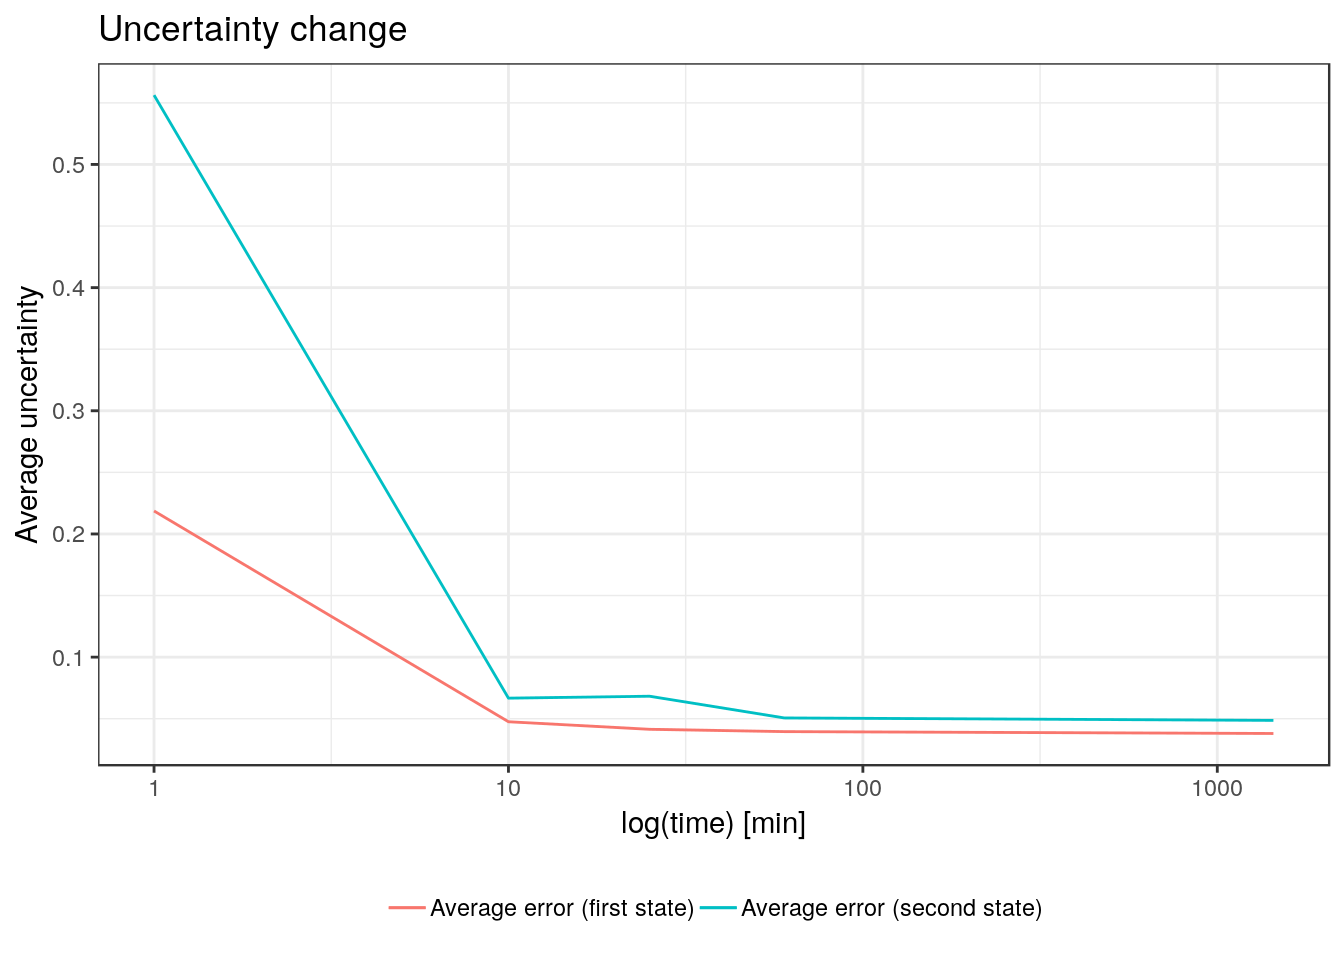 Uncertainty change
Average uncertainty
0.5
0.4
0.3
0.2
0.1
1 10 100 1000
log(time) [min]
Average error (first state) Average error (second state)